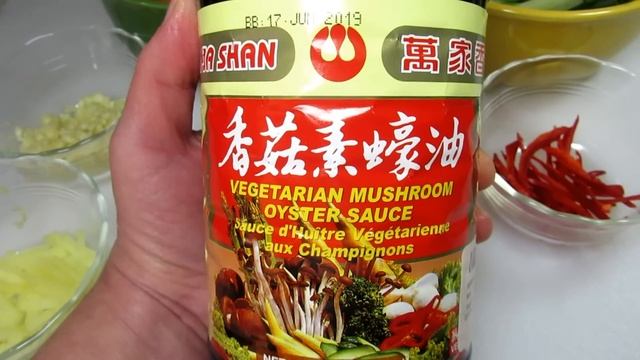 BB:17 JUN 2019
BA SHAN
萬家香
香菇素蠔油
VEGETARIAN MUSHROOM
OYSTER SAUCE
Sauce d'Huître Végétarienne
aux Champignons